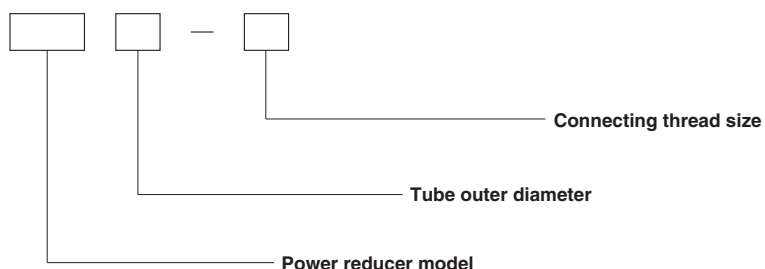 —
Connecting thread size
Tube outer diameter
Power reducer model